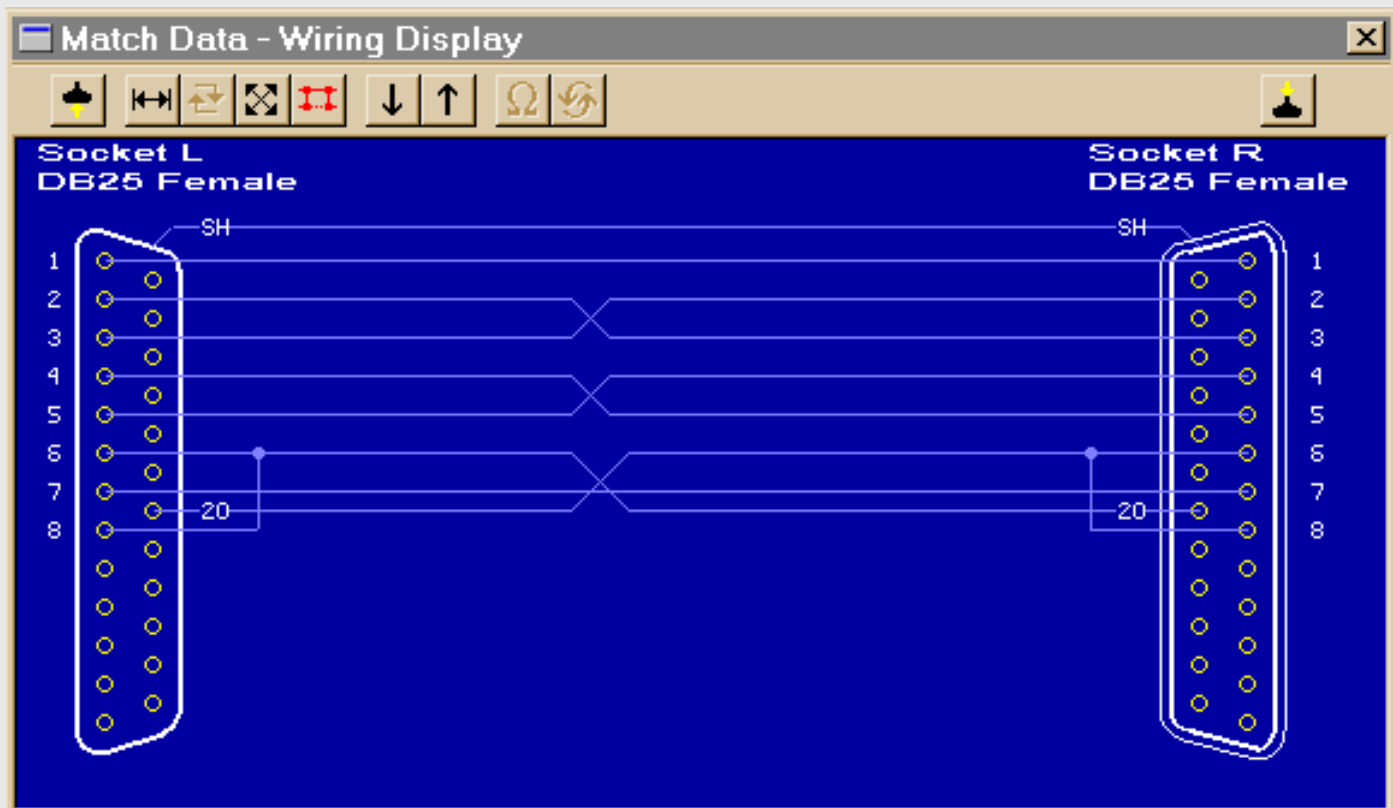 Match Data - Wiring Display
Ω
Socket L
DB25 Female
Socket R
DB25 Female
SH SH
1 1
2 2
3 3
4 4
5 5
6 6
7 7
20 20
8 8